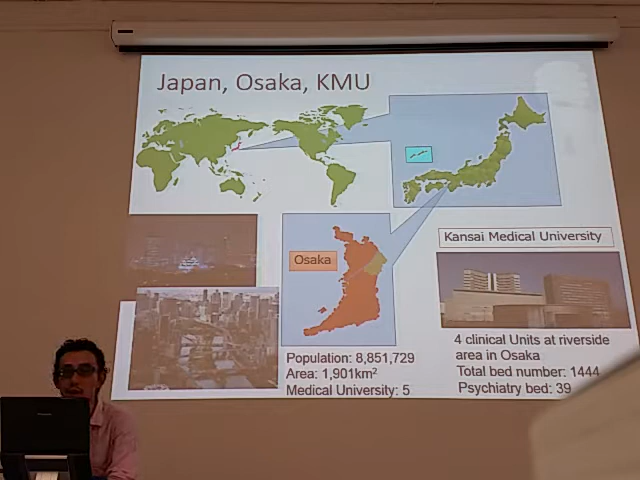 Japan, Osaka, KMU
Osaka
Kansai Medical University
Population: 8,851,729
Area: 1,901km²
Medical University: 5
4 clinical Units at riverside
area in Osaka
Total bed number: 1444
Psychiatry bed: 39